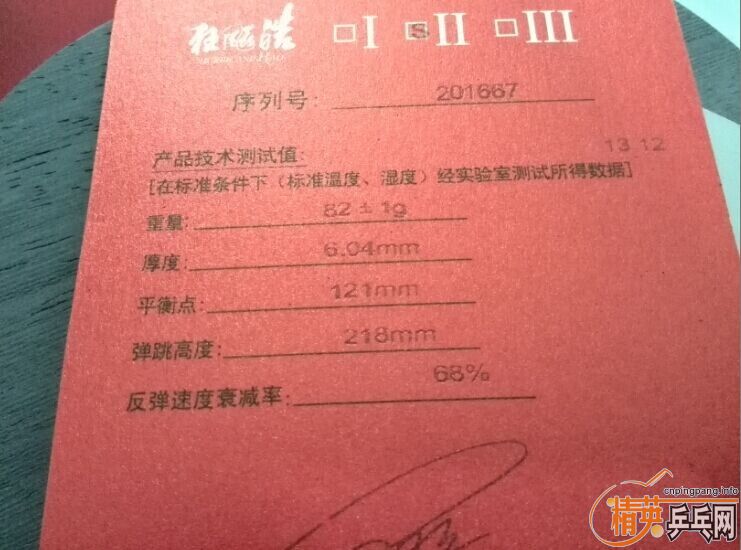 狂飚皓 □I □S II □III
序列号: 201667
产品技术测试值: 13 12
[在标准条件下(标准温度、湿度)经实验室测试所得数据]
重量: 82±1g
厚度: 6.04mm
平衡点: 121mm
弹跳高度: 218mm
反弹速度衰减率: 68%
cnpingpang.info
精英乒乓网